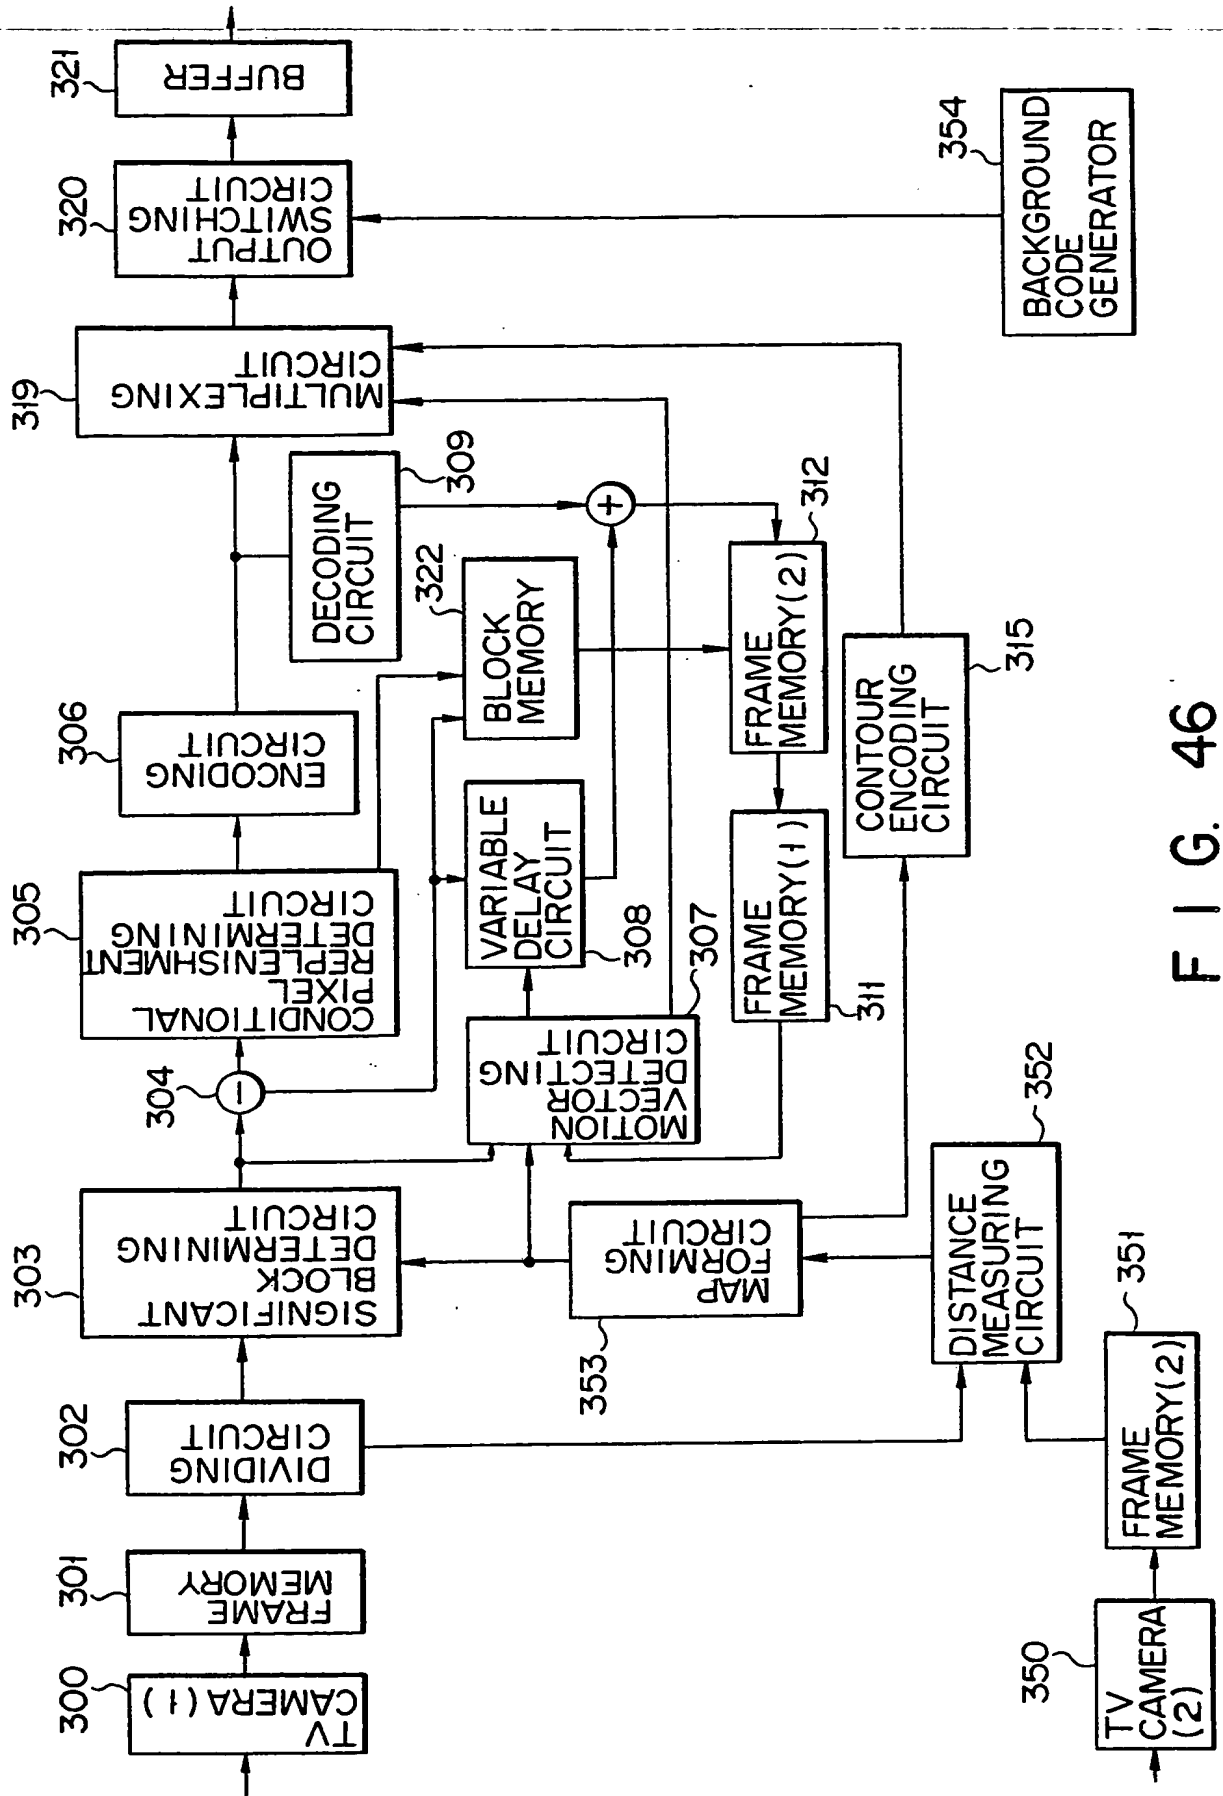 300
TV
CAMERA(1)
301
FRAME
MEMORY
302
DIVIDING
CIRCUIT
303
SIGNIFICANT
BLOCK
DETERMINING
CIRCUIT
304
−
305
CONDITIONAL
PIXEL
REPLENISHMENT
DETERMINING
CIRCUIT
306
ENCODING
CIRCUIT
319
MULTIPLEXING
CIRCUIT
320
OUTPUT
SWITCHING
CIRCUIT
321
BUFFER
DECODING
CIRCUIT
309
MOTION
VECTOR
DETECTING
CIRCUIT
307
VARIABLE
DELAY
CIRCUIT
308
BLOCK
MEMORY
322
+
FRAME
MEMORY(1)
311
FRAME
MEMORY(2)
312
353
MAP
FORMING
CIRCUIT
CONTOUR
ENCODING
CIRCUIT
315
DISTANCE
MEASURING
CIRCUIT
352
350
TV
CAMERA
(2)
FRAME
MEMORY(2)
351
354
BACKGROUND
CODE
GENERATOR
FIG. 46